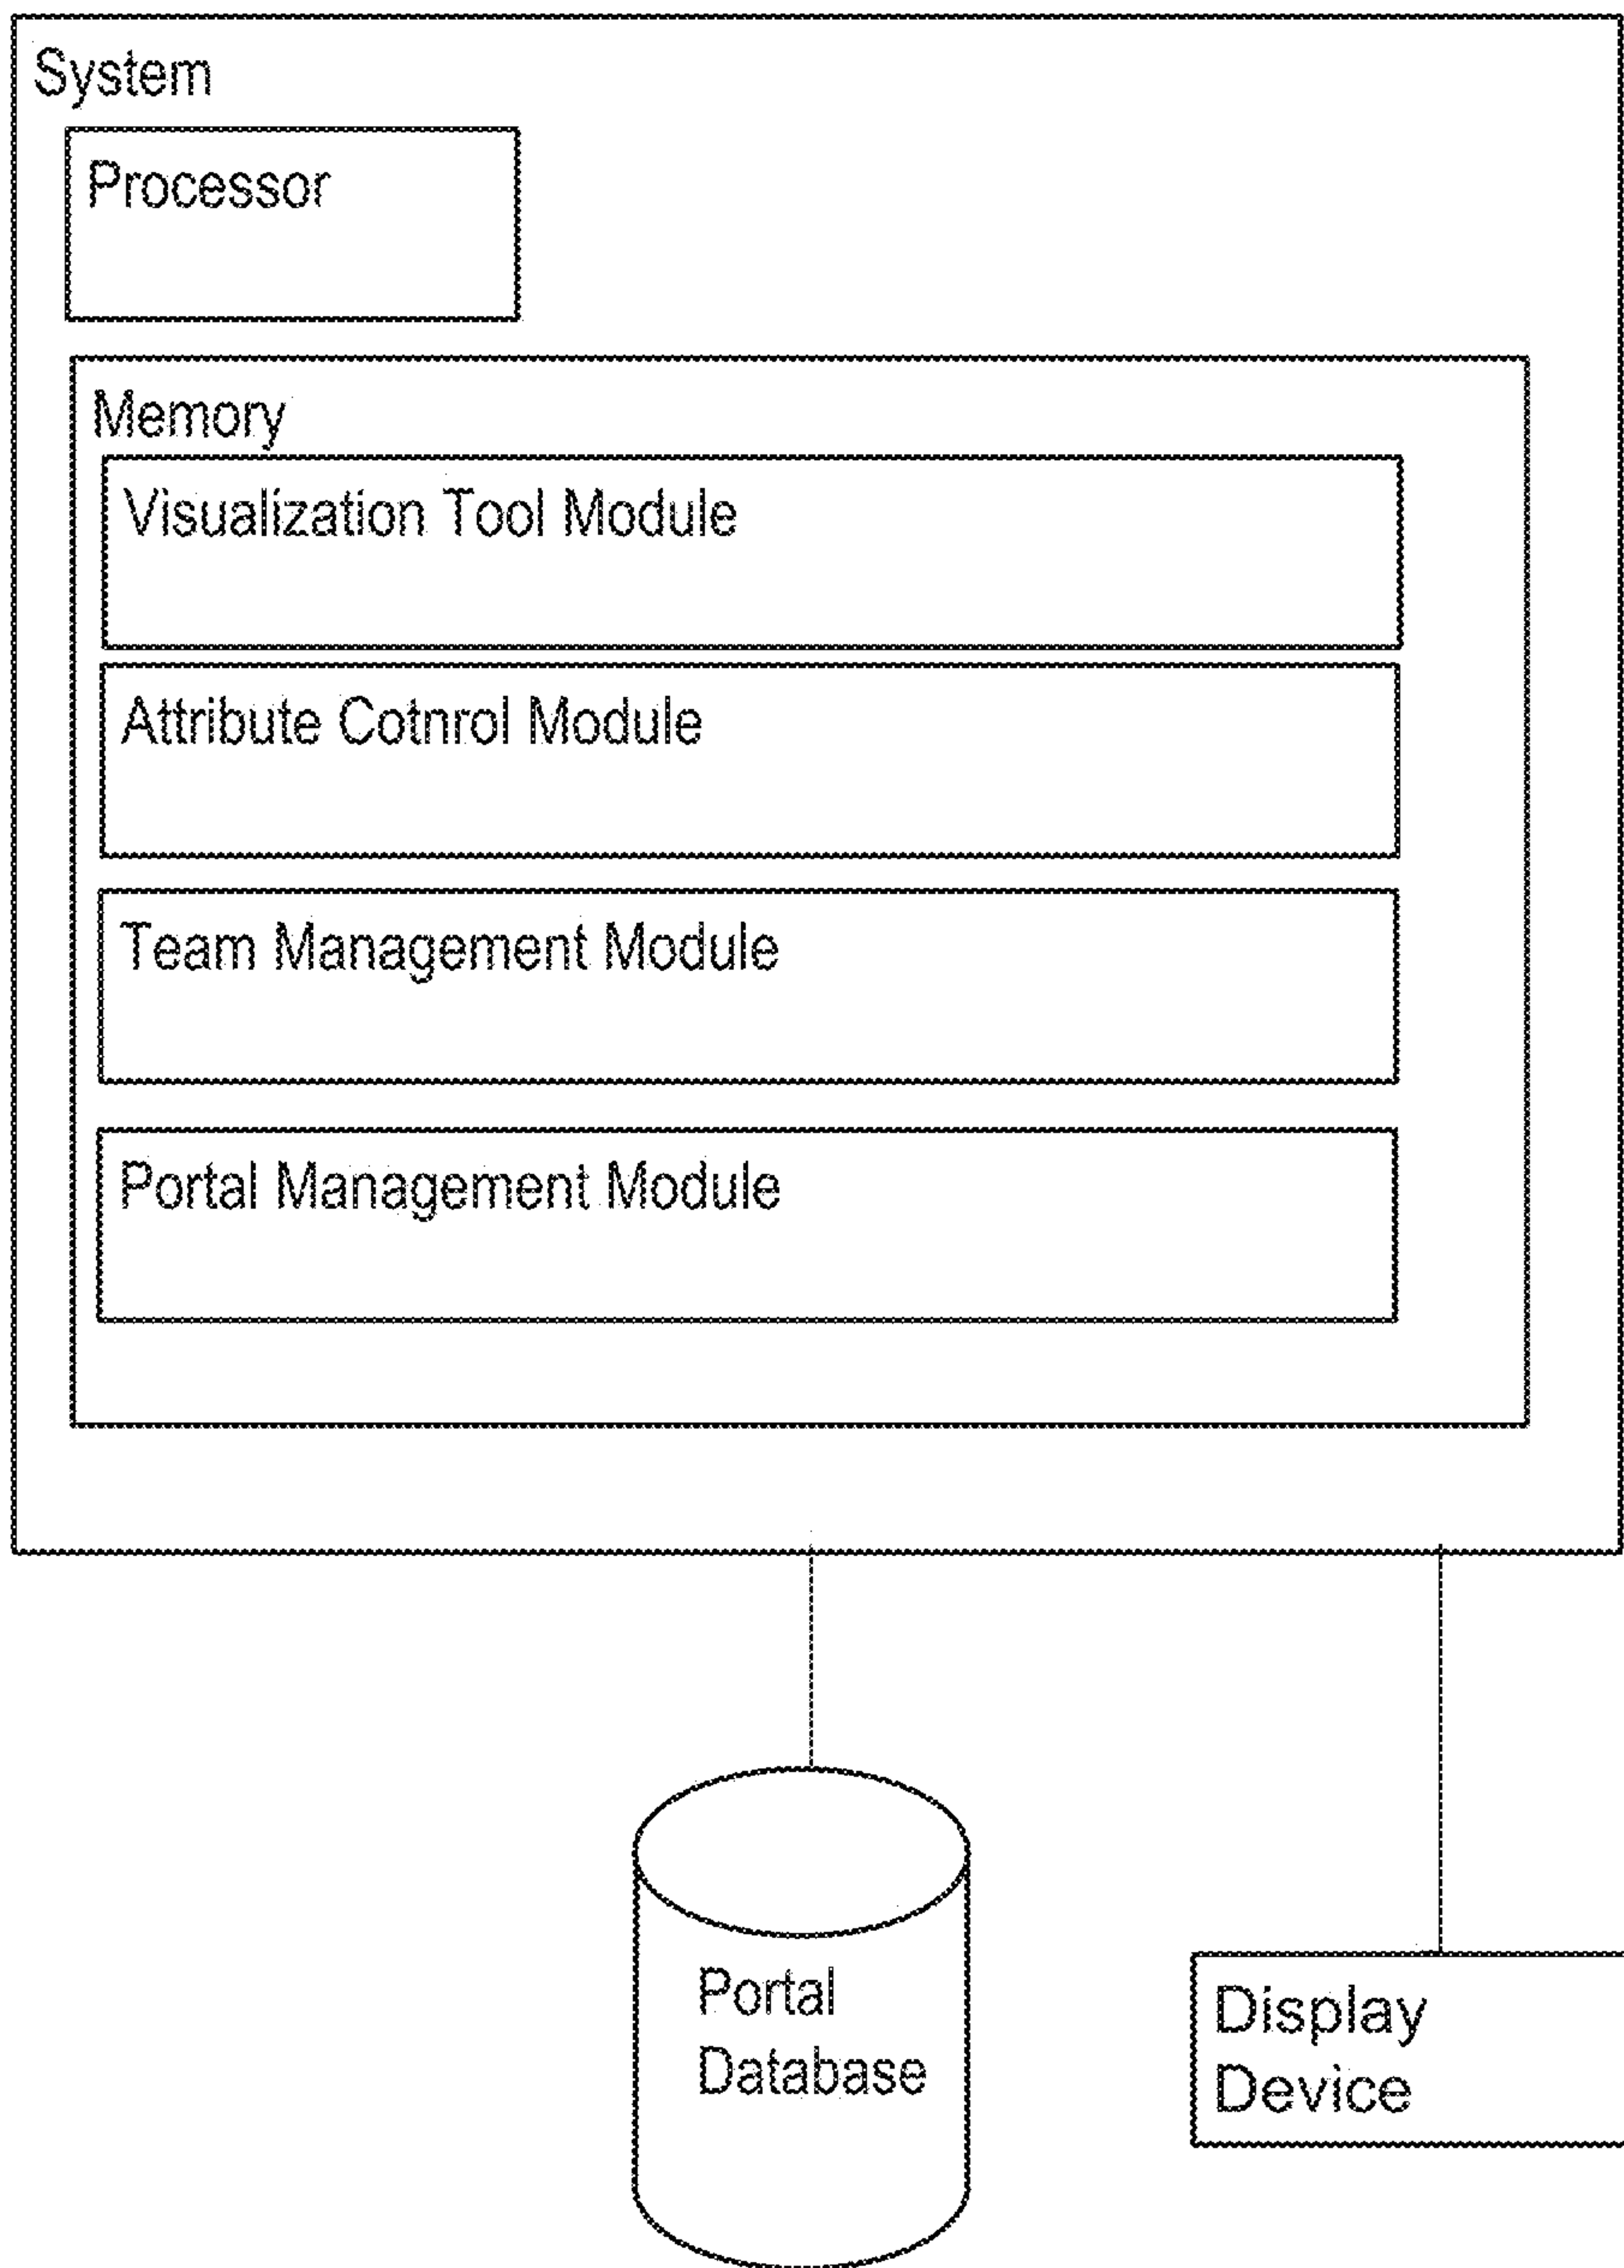 System
Processor
Memory
Visualization Tool Module
Attribute Cotnrol Module
Team Management Module
Portal Management Module
Portal
Database
Display
Device